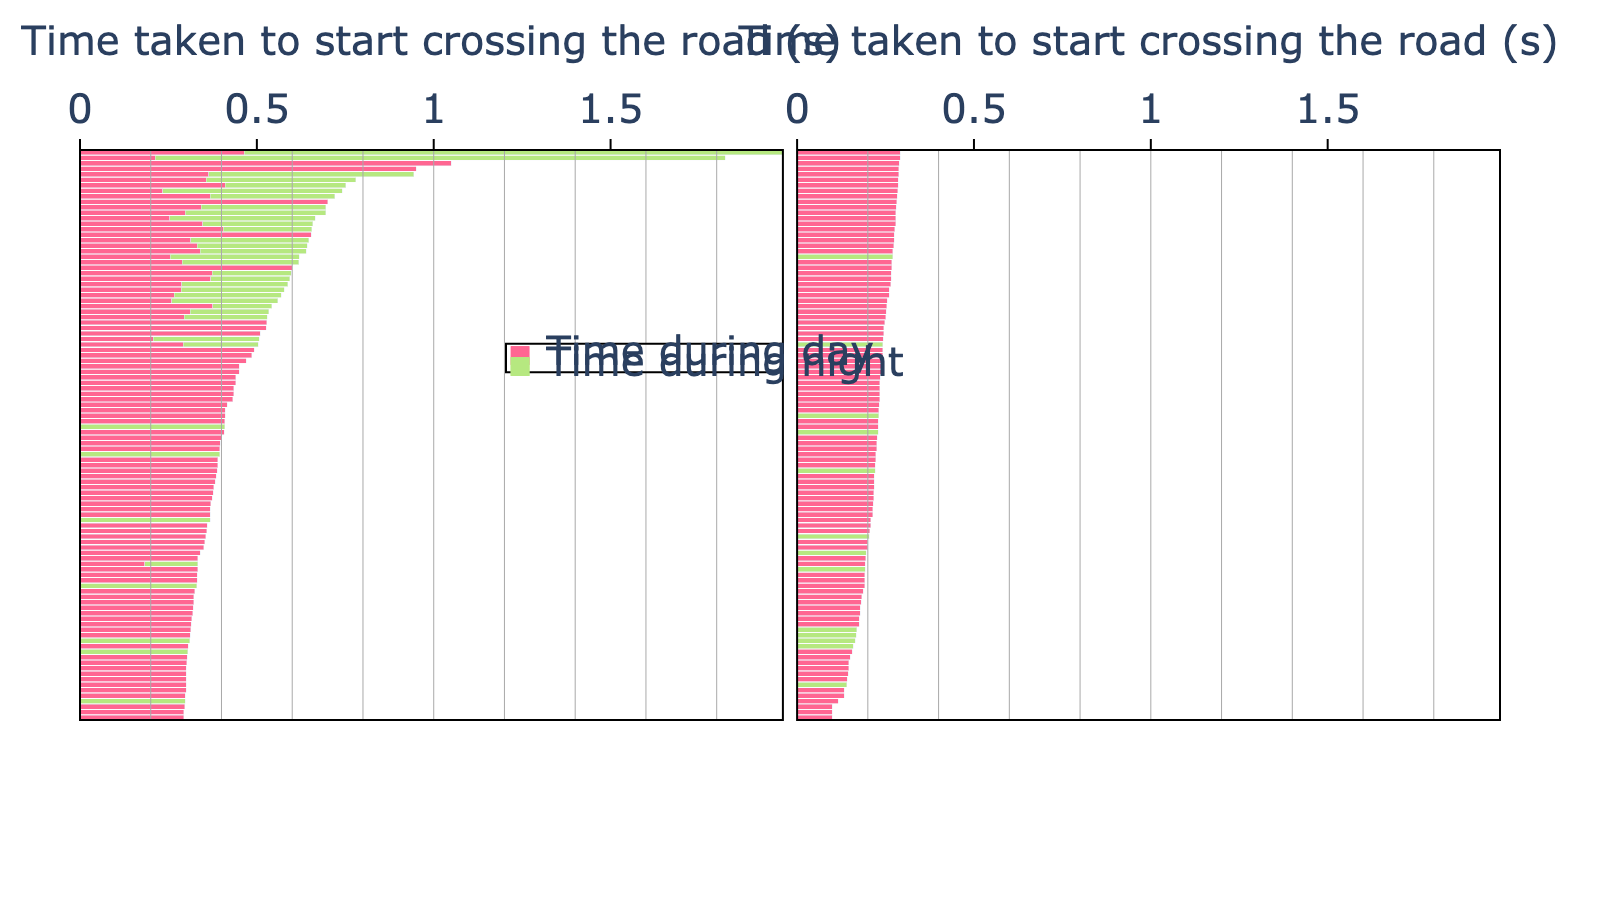 Time taken to start crossing the road (s)
Time taken to start crossing the road (s)
0 0.5 1 1.5
0 0.5 1 1.5
Time during day
Time during night